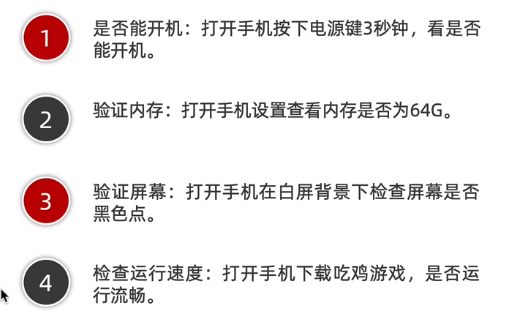 1
是否能开机：打开手机按下电源键3秒钟，看是否
能开机。
2
验证内存：打开手机设置查看内存是否为64G。
3
验证屏幕：打开手机在白屏背景下检查屏幕是否
黑色点。
4
检查运行速度：打开手机下载吃鸡游戏，是否运
行流畅。